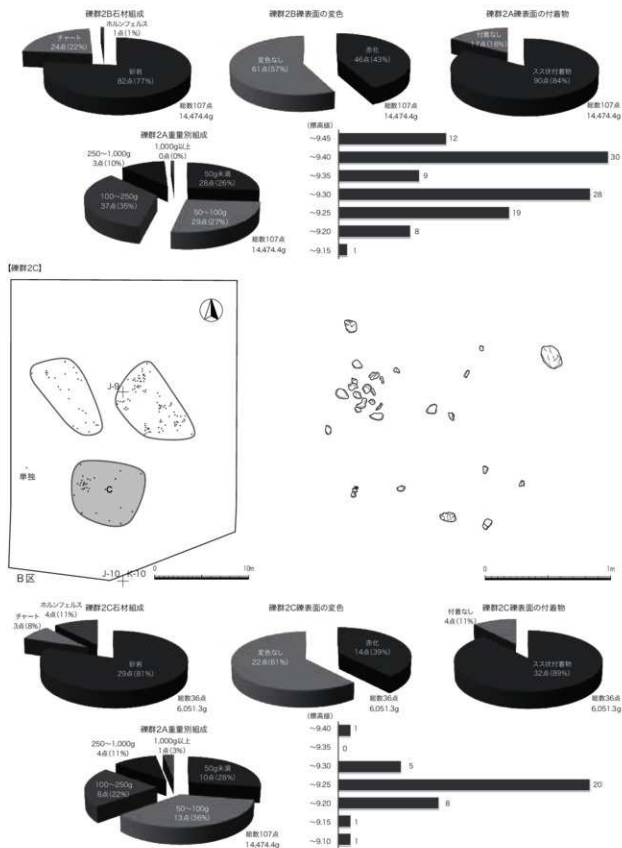 礫群2B石材組成
ホルンフェルス
1点(1%)
チャート
24点(22%)
砂岩
82点(77%)
総数107点
14,474.4g
礫群2B礫表面の変色
変色なし
61点(57%)
赤化
46点(43%)
総数107点
14,474.4g
礫群2A礫表面の付着物
付着なし
17点(16%)
スス状付着物
90点(84%)
総数107点
14,474.4g
礫群2A重量別組成
1,000g以上
0点(0%)
250～1,000g
3点(10%)
50g未満
28点(26%)
100～250g
37点(35%)
50～100g
29点(27%)
総数107点
14,474.4g
(標高値)
～9.45 12
～9.40 30
～9.35 9
～9.30 28
～9.25 19
～9.20 8
～9.15 1
【礫群2C】
J-9
単独
C
J-10 K-10
B区
0 10m
0 1m
礫群2C石材組成
ホルンフェルス
4点(11%)
チャート
3点(8%)
砂岩
29点(81%)
総数36点
6,051.3g
礫群2C礫表面の変色
変色なし
22点(61%)
赤化
14点(39%)
総数36点
6,051.3g
礫群2C礫表面の付着物
付着なし
4点(11%)
スス状付着物
32点(89%)
総数36点
6,051.3g
礫群2A重量別組成
1,000g以上
1点(3%)
250～1,000g
4点(11%)
50g未満
10点(28%)
100～250g
8点(22%)
50～100g
13点(36%)
総数107点
14,474.4g
(標高値)
～9.40 1
～9.35 0
～9.30 5
～9.25 20
～9.20 8
～9.15 1
～9.10 1